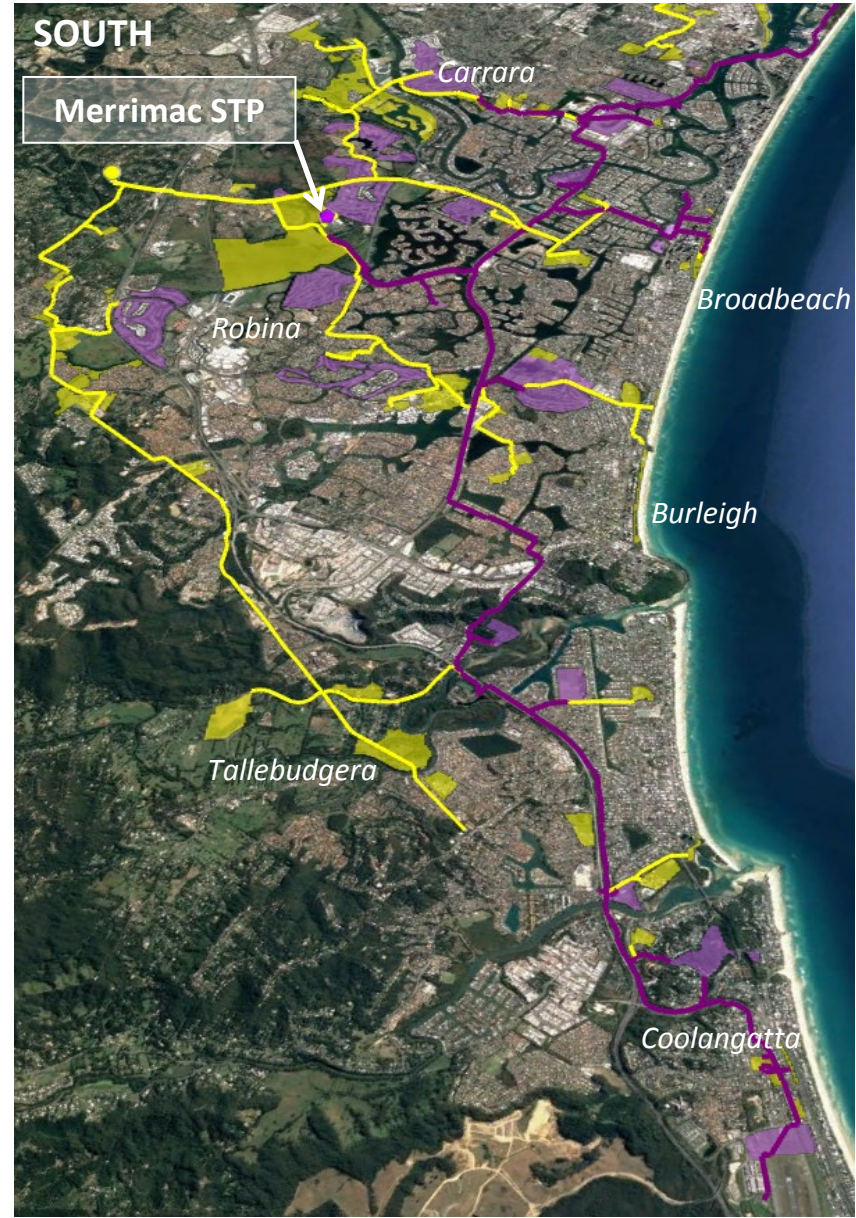 SOUTH
Carrara
Merrimac STP
Broadbeach
Robina
Burleigh
Tallebudgera
Coolangatta